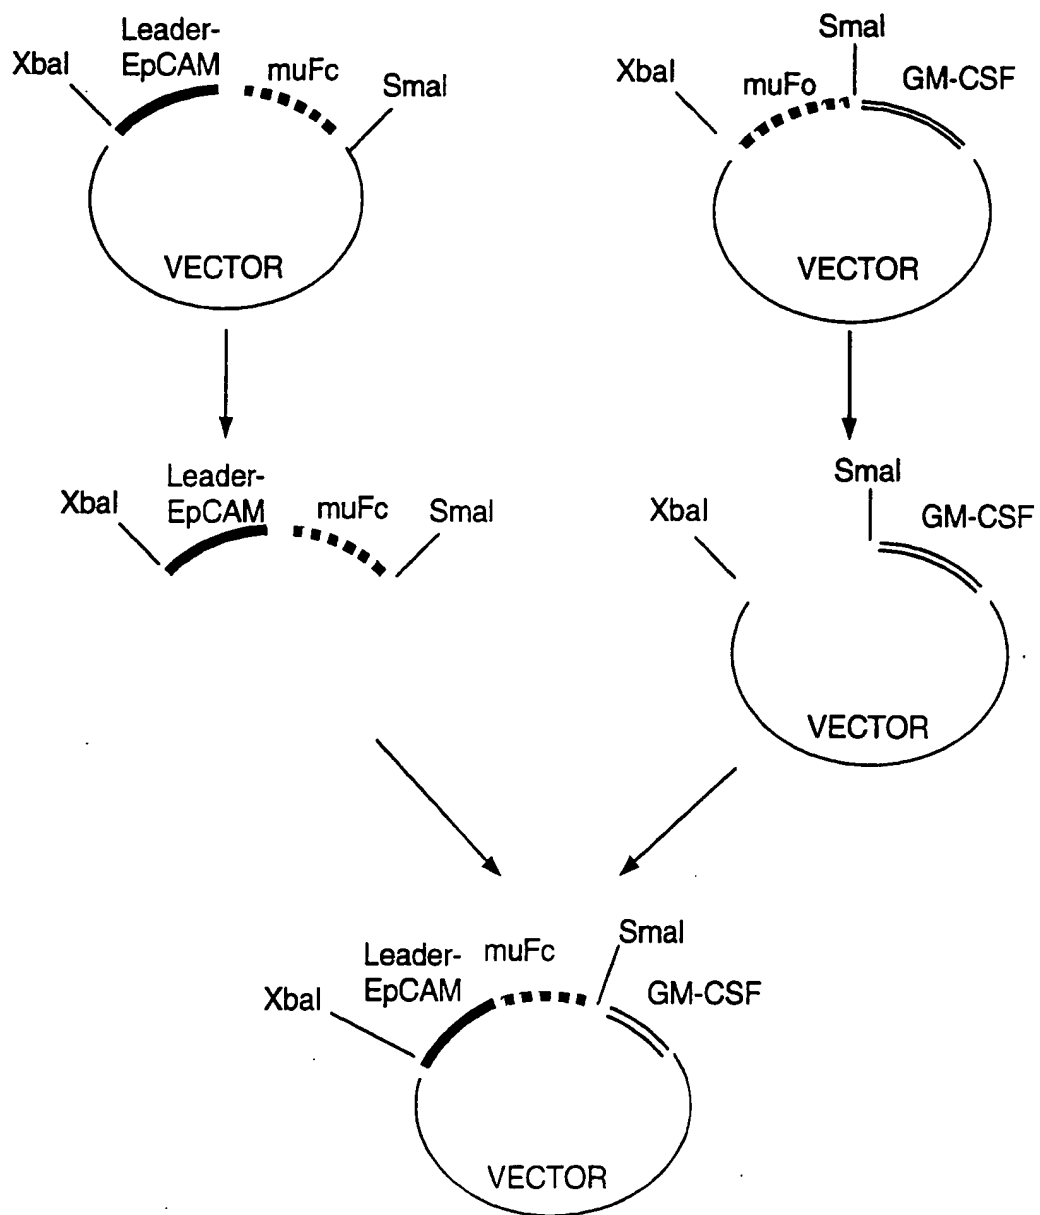 Leader-
EpCAM
XbaI
muFc
SmaI
VECTOR
SmaI
XbaI
muFo
GM-CSF
VECTOR
Leader-
EpCAM
XbaI
muFc
SmaI
SmaI
XbaI
GM-CSF
VECTOR
Leader-
EpCAM
muFc
SmaI
XbaI
GM-CSF
VECTOR